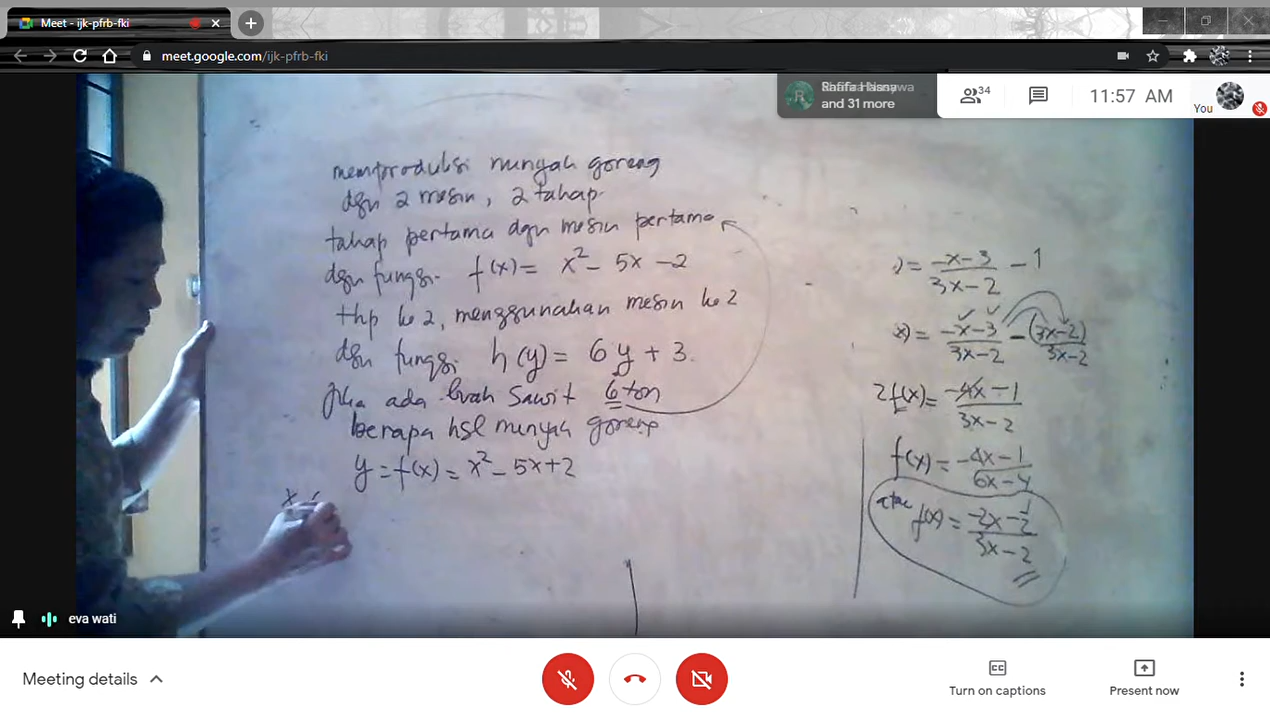 Meet - ijk-pfrb-fki
meet.google.com/ijk-pfrb-fki
and 31 more
34
11:57 AM
You
R
memproduksi minyak goreng
dgn 2 mesin, 2 tahap.
tahap pertama dgn mesin pertama
dgn fungsi. f(x) = x² - 5x - 2
thp ke 2, menggunakan mesin ke 2
dgn fungsi h(y) = 6y + 3.
Jika ada buah sawit 6 ton
berapa hsl minyak goreng
y = f(x) = x² - 5x + 2
x
) = -x-3 / 3x-2 - 1
x) = -x-3 / 3x-2 - (3x-2) / 3x-2
2f(x) = -4x - 1 / 3x - 2
f(x) = -4x - 1 / 6x - 4
atau f(x) = -2x - 1/2 / 3x - 2
eva wati
Meeting details
Turn on captions
Present now